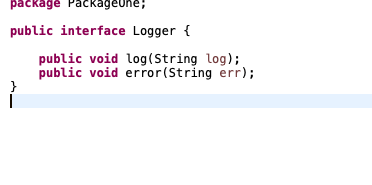 package PackageOne;
public interface Logger {
public void log(String log);
public void error(String err);
}